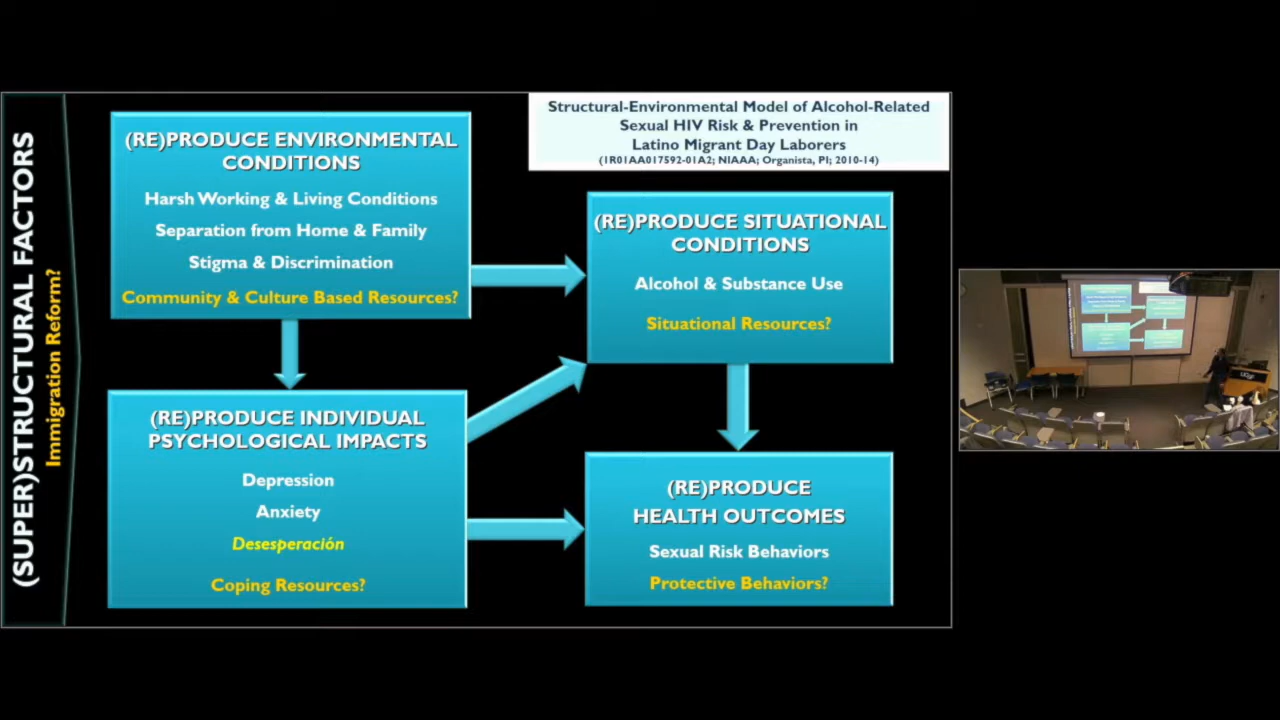 (SUPER)STRUCTURAL FACTORS
Immigration Reform?
(RE)PRODUCE ENVIRONMENTAL
CONDITIONS
Harsh Working & Living Conditions
Separation from Home & Family
Stigma & Discrimination
Community & Culture Based Resources?
Structural-Environmental Model of Alcohol-Related
Sexual HIV Risk & Prevention in
Latino Migrant Day Laborers
(1R01AA017592-01A2; NIAAA; Organista, PI; 2010-14)
(RE)PRODUCE SITUATIONAL
CONDITIONS
Alcohol & Substance Use
Situational Resources?
(RE)PRODUCE INDIVIDUAL
PSYCHOLOGICAL IMPACTS
Depression
Anxiety
Desesperación
Coping Resources?
(RE)PRODUCE
HEALTH OUTCOMES
Sexual Risk Behaviors
Protective Behaviors?